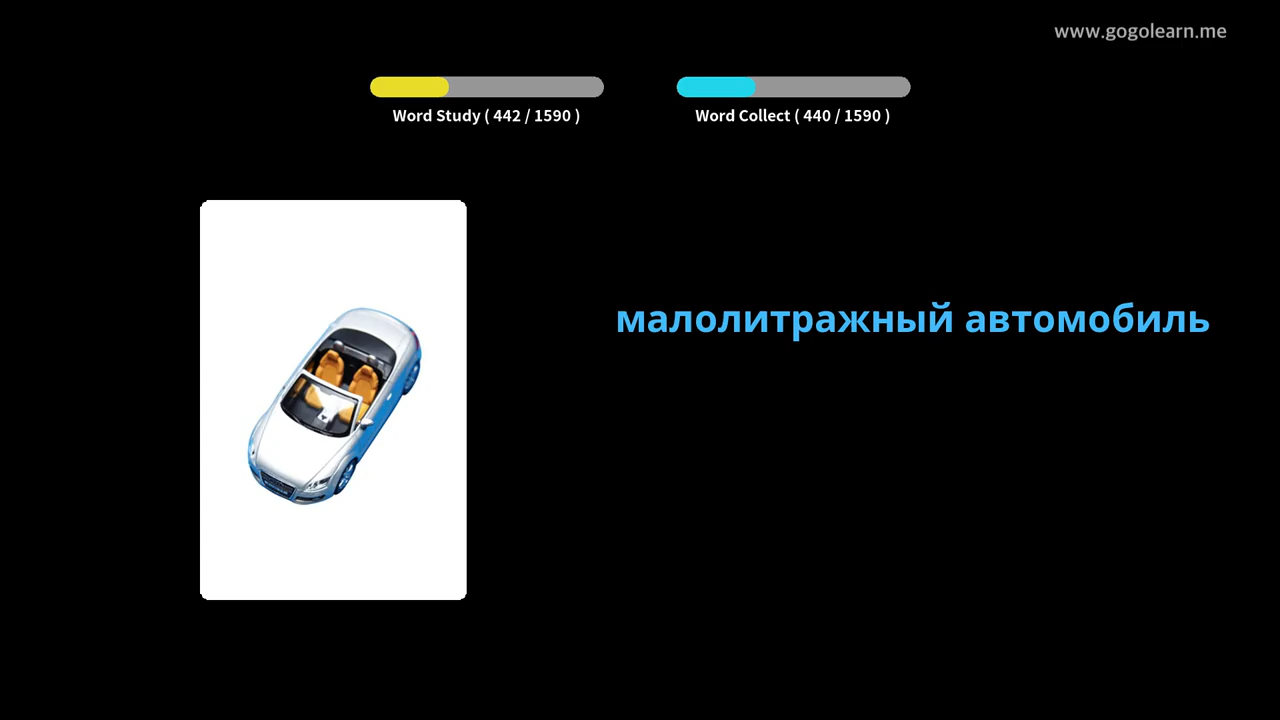 www.gogolearn.me
Word Study ( 442 / 1590 )
Word Collect ( 440 / 1590 )
малолитражный автомобиль